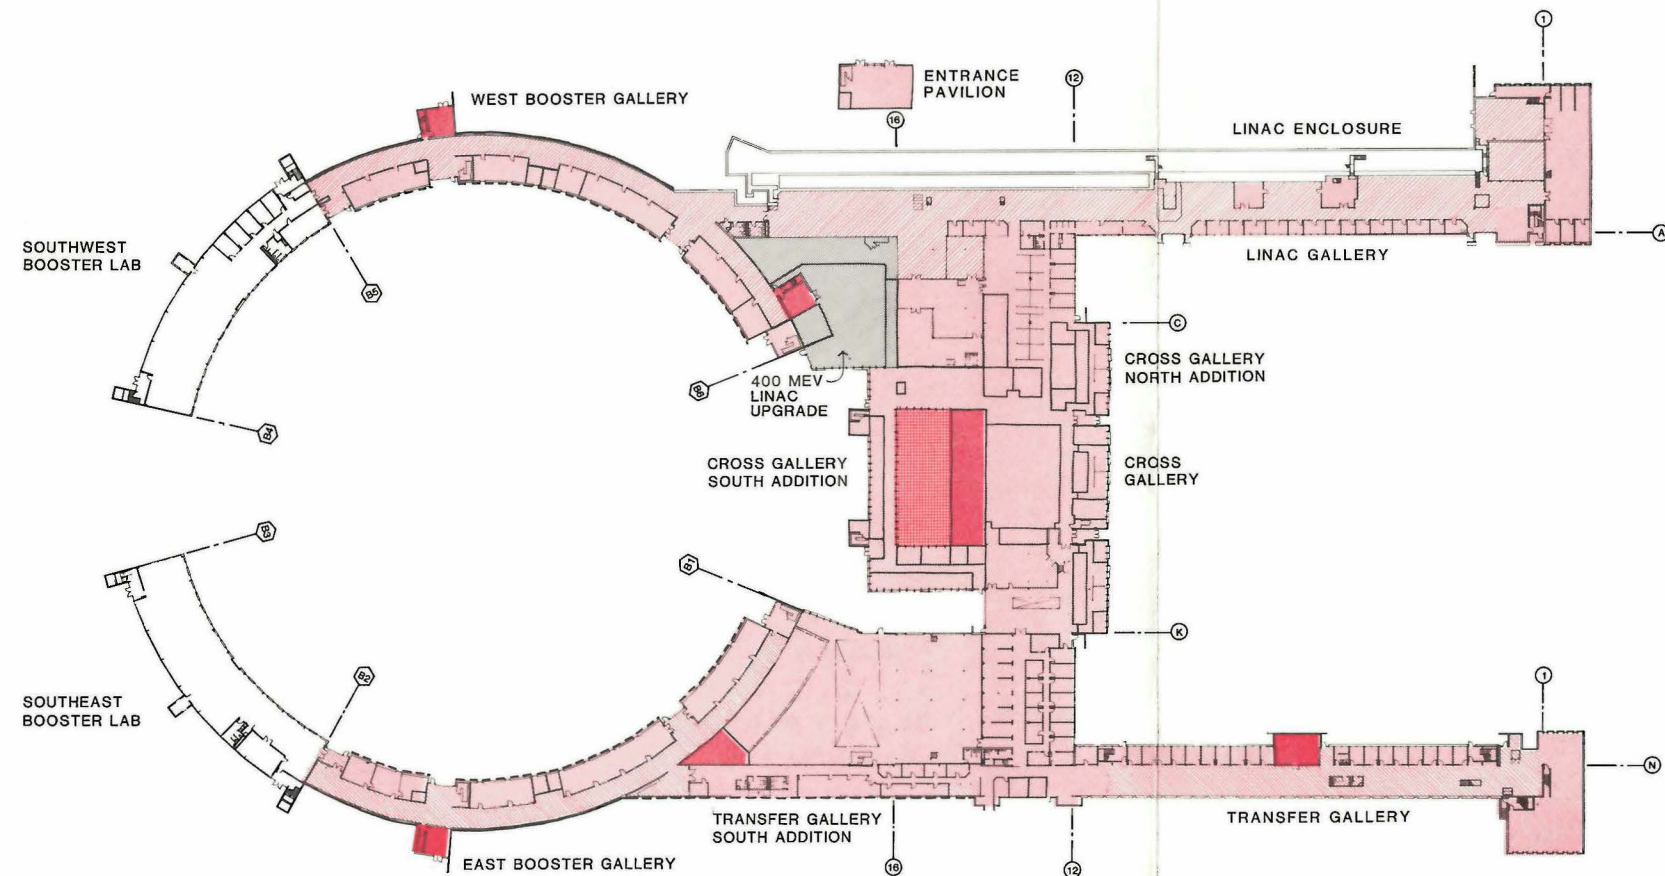 1
ENTRANCE
PAVILION
12
WEST BOOSTER GALLERY
16
LINAC ENCLOSURE
A
SOUTHWEST
BOOSTER LAB
LINAC GALLERY
B5
C
CROSS GALLERY
NORTH ADDITION
400 MEV
LINAC
UPGRADE
B6
B4
CROSS GALLERY
SOUTH ADDITION
CROSS
GALLERY
B3
B1
K
B2
1
SOUTHEAST
BOOSTER LAB
N
TRANSFER GALLERY
SOUTH ADDITION
TRANSFER GALLERY
EAST BOOSTER GALLERY
16
12